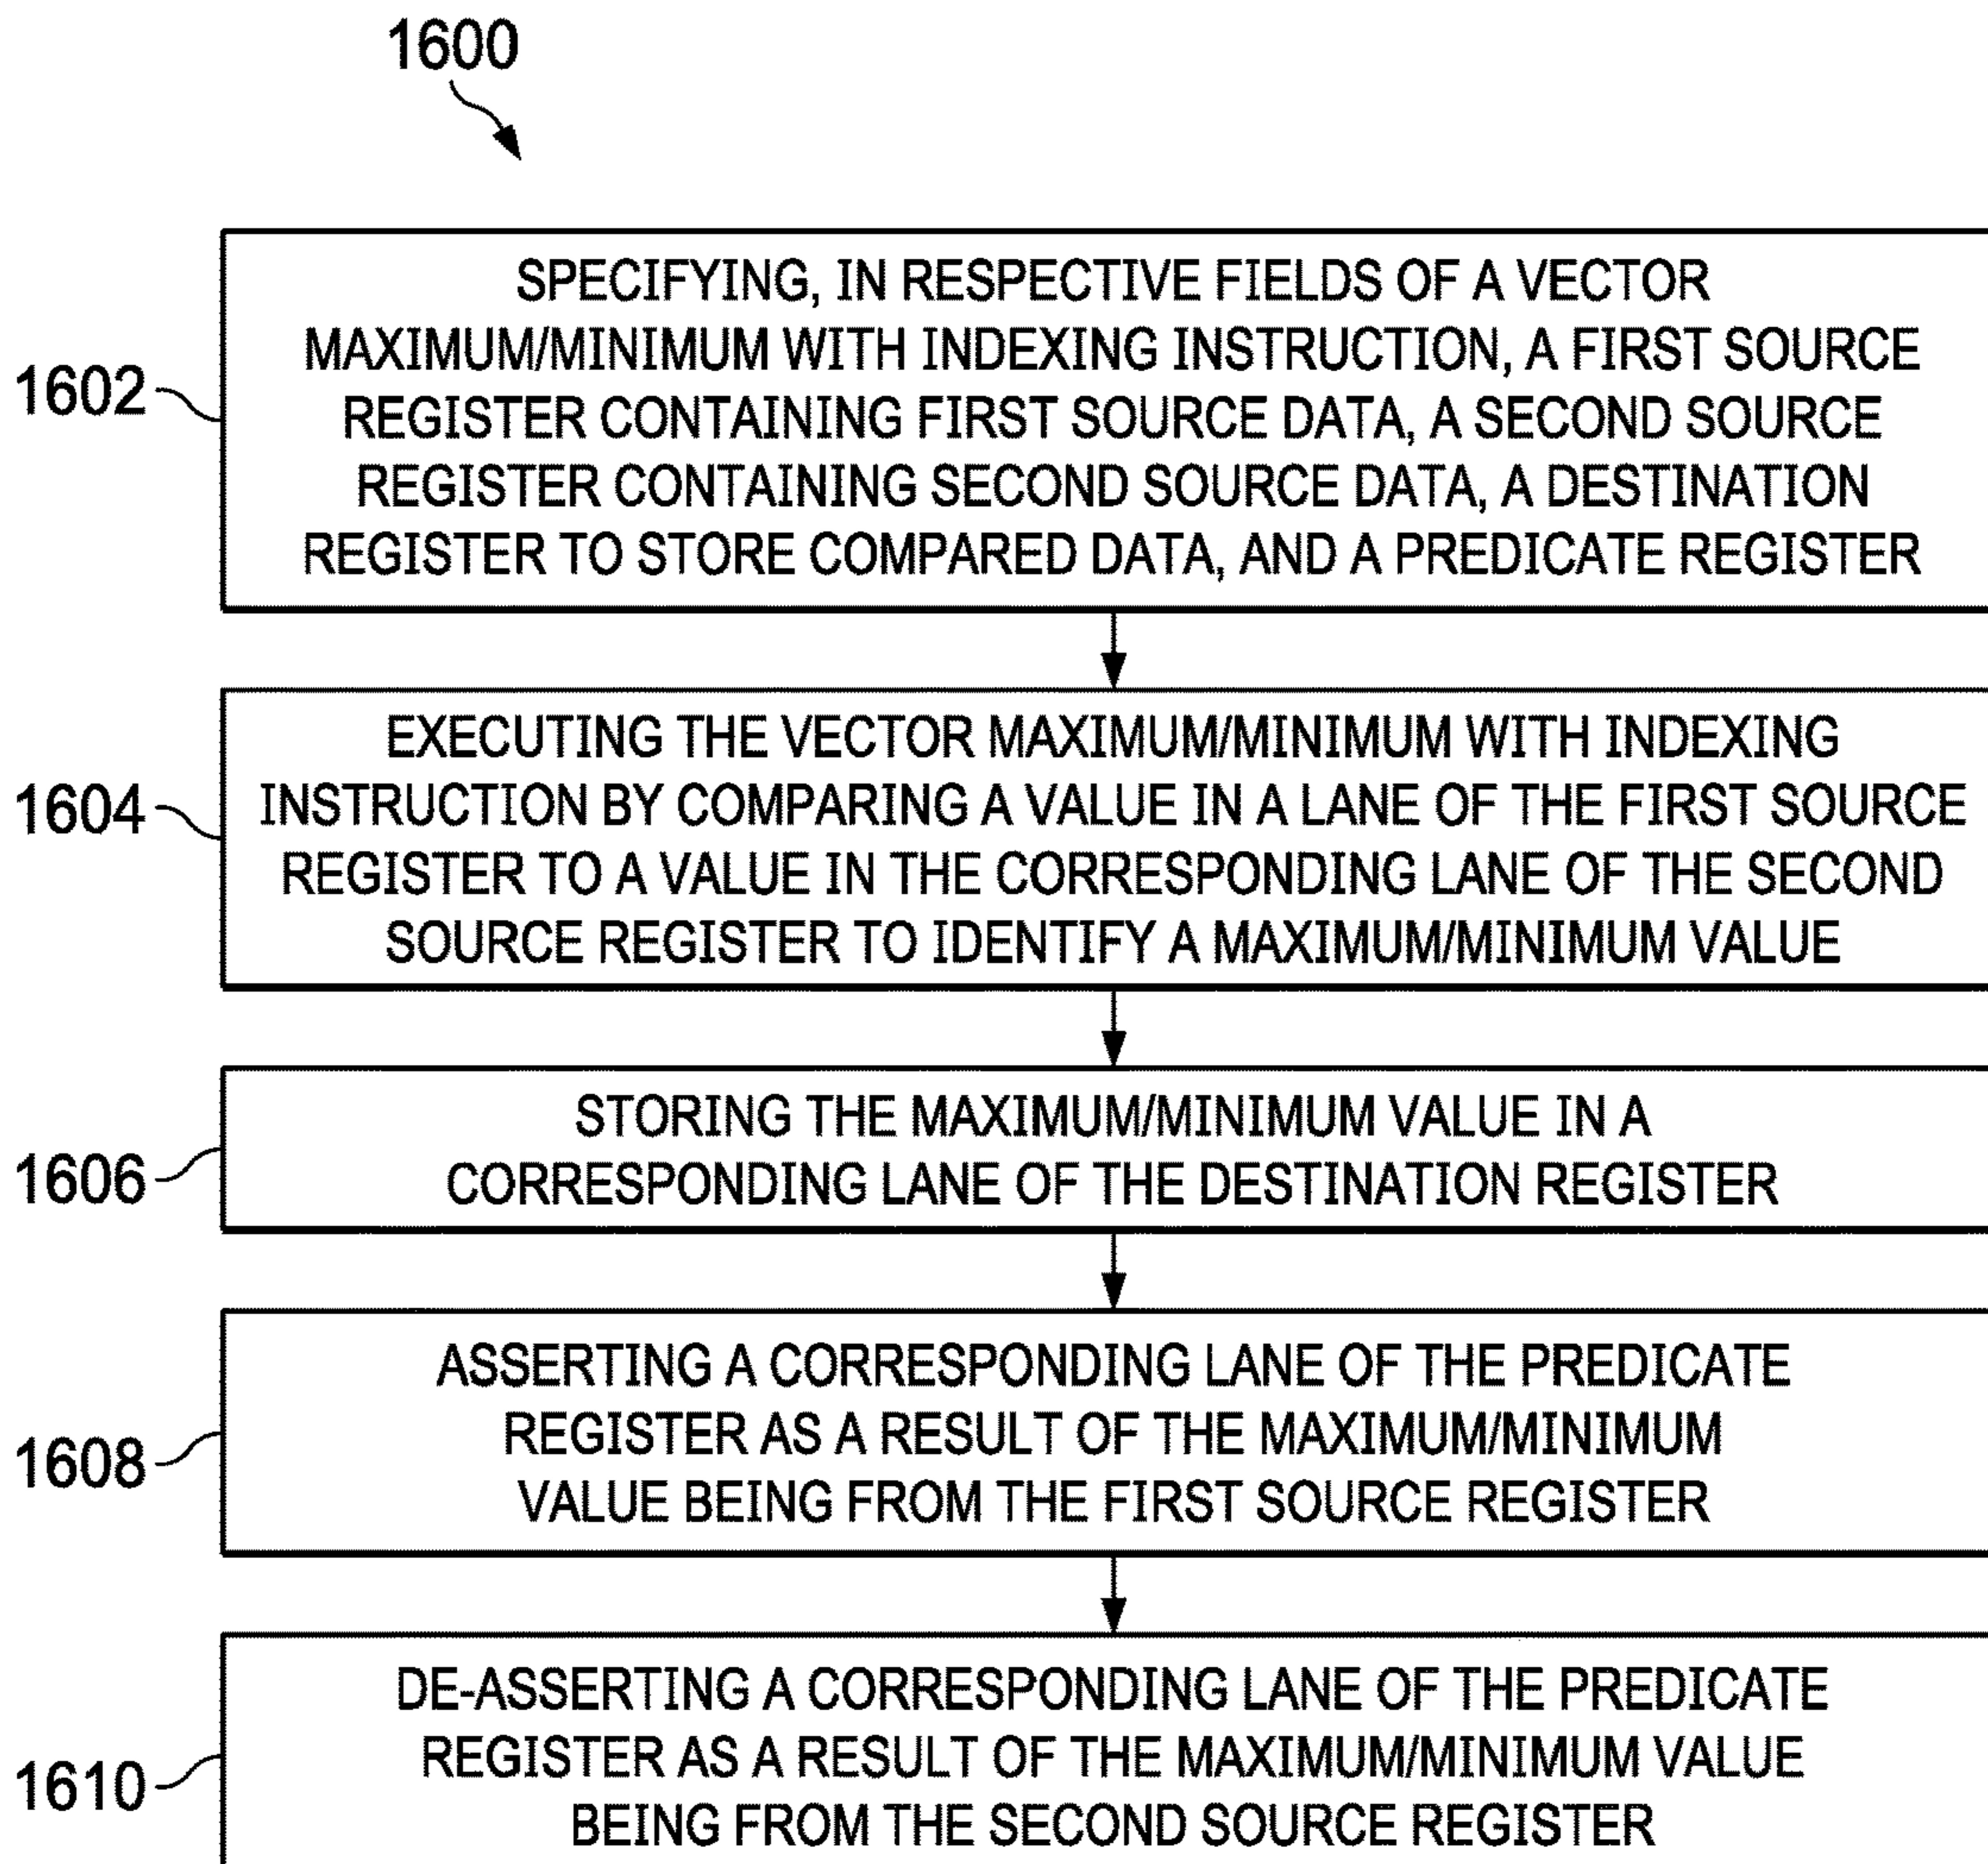 1600
1602
SPECIFYING, IN RESPECTIVE FIELDS OF A VECTOR
MAXIMUM/MINIMUM WITH INDEXING INSTRUCTION, A FIRST SOURCE
REGISTER CONTAINING FIRST SOURCE DATA, A SECOND SOURCE
REGISTER CONTAINING SECOND SOURCE DATA, A DESTINATION
REGISTER TO STORE COMPARED DATA, AND A PREDICATE REGISTER
1604
EXECUTING THE VECTOR MAXIMUM/MINIMUM WITH INDEXING
INSTRUCTION BY COMPARING A VALUE IN A LANE OF THE FIRST SOURCE
REGISTER TO A VALUE IN THE CORRESPONDING LANE OF THE SECOND
SOURCE REGISTER TO IDENTIFY A MAXIMUM/MINIMUM VALUE
1606
STORING THE MAXIMUM/MINIMUM VALUE IN A
CORRESPONDING LANE OF THE DESTINATION REGISTER
1608
ASSERTING A CORRESPONDING LANE OF THE PREDICATE
REGISTER AS A RESULT OF THE MAXIMUM/MINIMUM
VALUE BEING FROM THE FIRST SOURCE REGISTER
1610
DE-ASSERTING A CORRESPONDING LANE OF THE PREDICATE
REGISTER AS A RESULT OF THE MAXIMUM/MINIMUM VALUE
BEING FROM THE SECOND SOURCE REGISTER